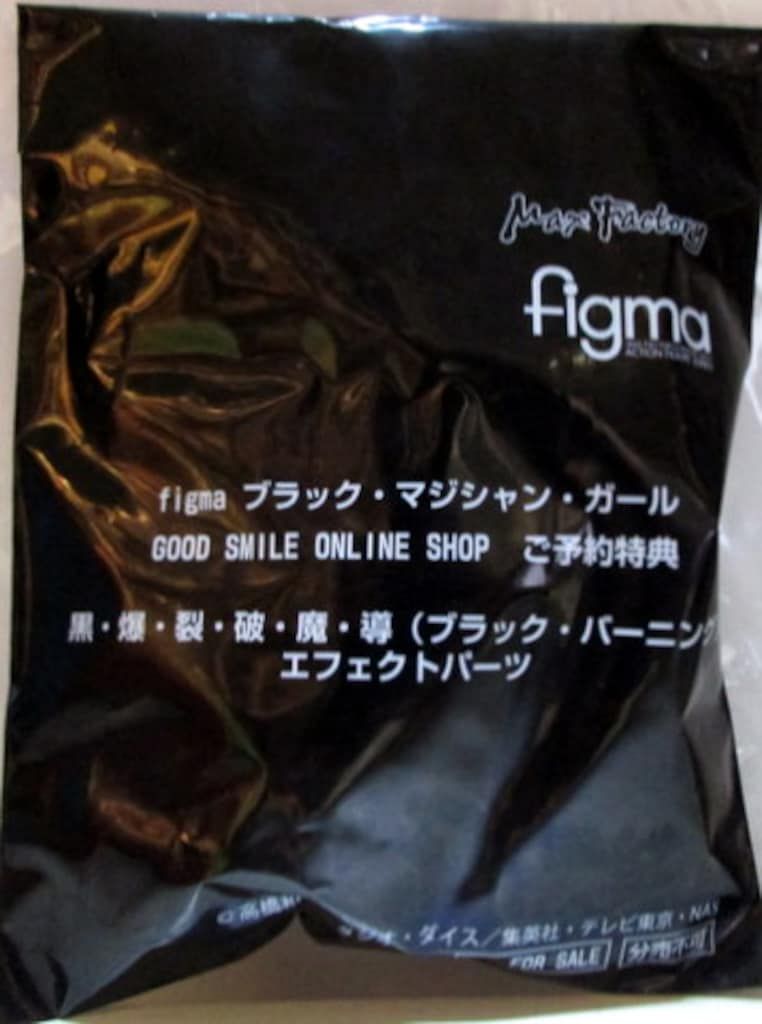 Max Factory
figma
figma ブラック・マジシャン・ガール
GOOD SMILE ONLINE SHOP ご予約特典
黒・爆・裂・破・魔・導(ブラック・バーニング)
エフェクトパーツ
©高橋
ダイス/集英社・テレビ東京・NAS
FOR SALE 分売不可